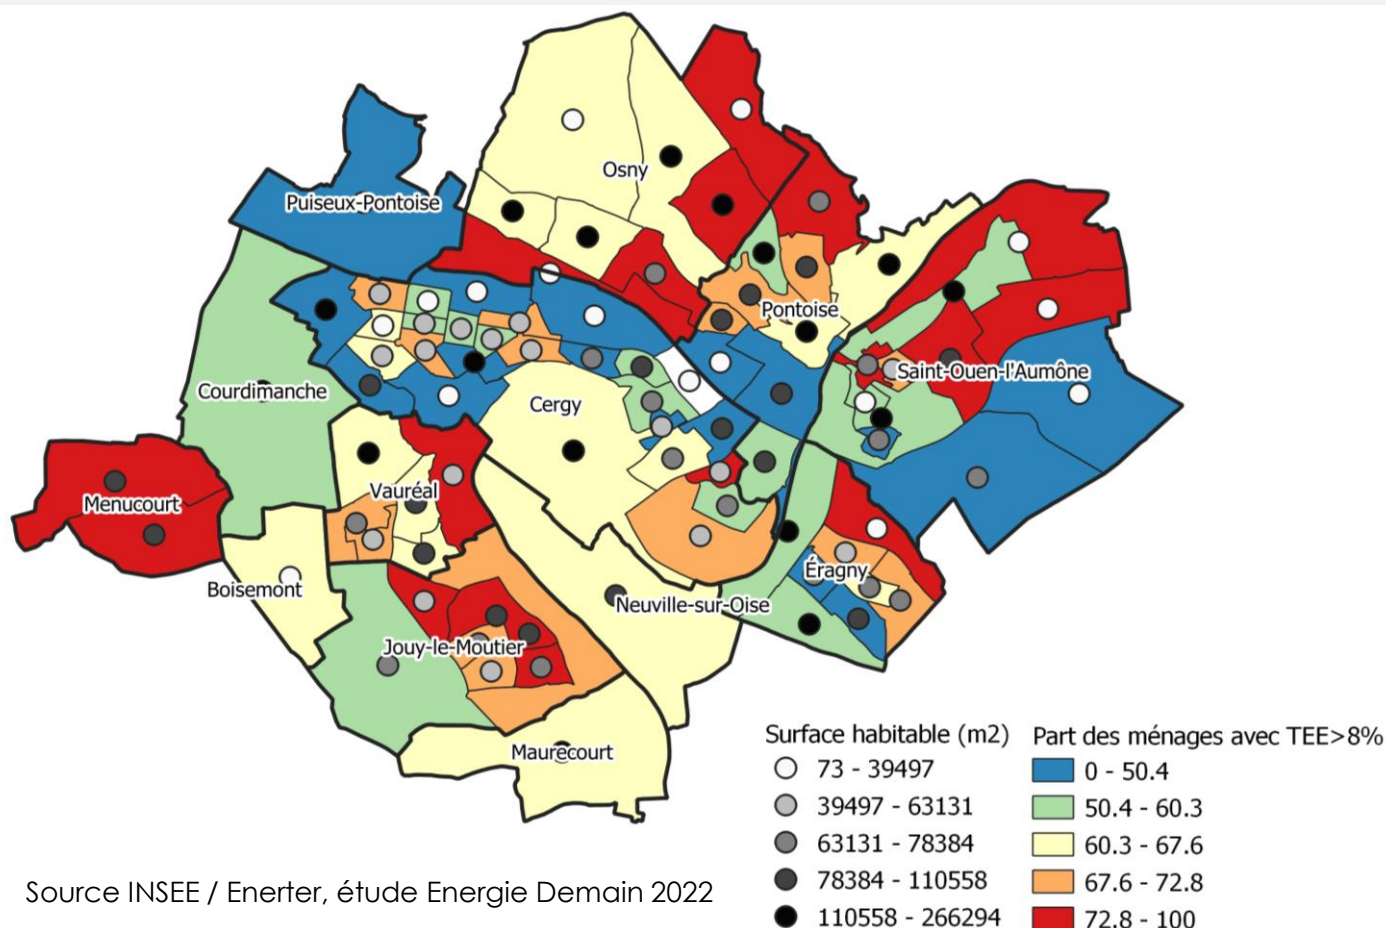 Osny
Puiseux-Pontoise
Pontoise
Saint-Ouen-l'Aumône
Courdimanche
Cergy
Vauréal
Menucourt
Éragny
Boisemont
Neuville-sur-Oise
Jouy-le-Moutier
Maurecourt
Surface habitable (m2)
73 - 39497
39497 - 63131
63131 - 78384
78384 - 110558
110558 - 266294
Part des ménages avec TEE>8%
0 - 50.4
50.4 - 60.3
60.3 - 67.6
67.6 - 72.8
72.8 - 100
Source INSEE / Enerter, étude Energie Demain 2022